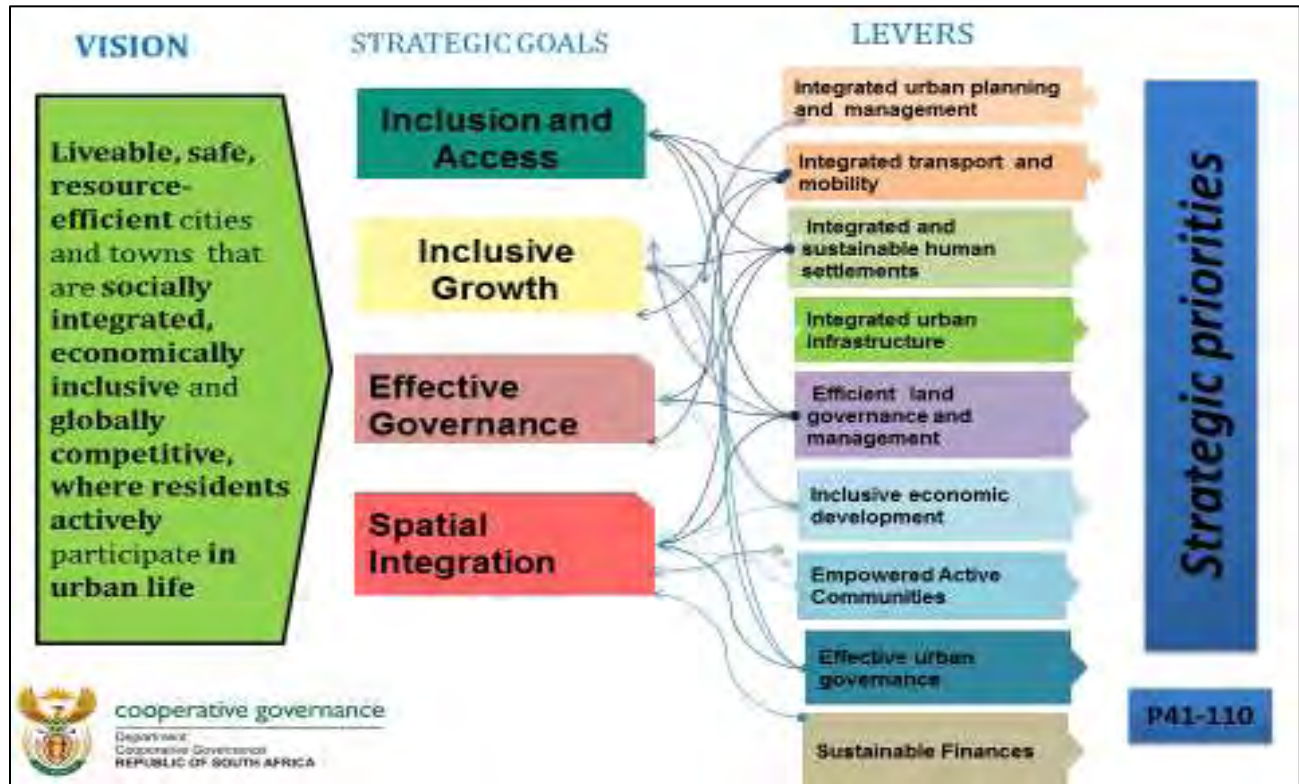 VISION
STRATEGIC GOALS
LEVERS
Liveable, safe,
resource-
efficient cities
and towns that
are socially
integrated,
economically
inclusive and
globally
competitive,
where residents
actively
participate in
urban life
Inclusion and
Access
Inclusive
Growth
Effective
Governance
Spatial
Integration
Integrated urban planning
and management
Integrated transport and
mobility
Integrated and
sustainable human
settlements
Integrated urban
infrastructure
Efficient land
governance and
management
Inclusive economic
development
Empowered Active
Communities
Effective urban
governance
Sustainable Finances
Strategic priorities
P41-110
cooperative governance
Department
Cooperative Governance
REPUBLIC OF SOUTH AFRICA